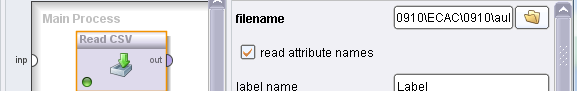 Main Process
filename
0910\ECAC\0910\aul
Read CSV
read attribute names
inp
out
label name
Label